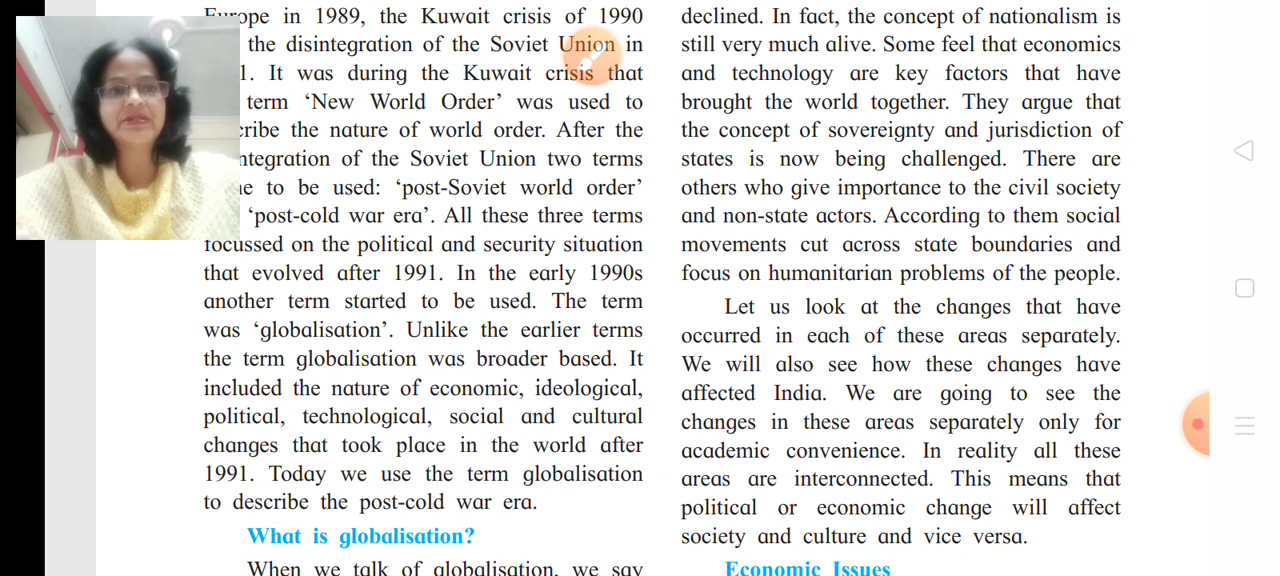 Europe in 1989, the Kuwait crisis of 1990
the disintegration of the Soviet Union in
1. It was during the Kuwait crisis that
term ‘New World Order’ was used to
cribe the nature of world order. After the
ntegration of the Soviet Union two terms
e to be used: ‘post-Soviet world order’
‘post-cold war era’. All these three terms
focussed on the political and security situation
that evolved after 1991. In the early 1990s
another term started to be used. The term
was ‘globalisation’. Unlike the earlier terms
the term globalisation was broader based. It
included the nature of economic, ideological,
political, technological, social and cultural
changes that took place in the world after
1991. Today we use the term globalisation
to describe the post-cold war era.
What is globalisation?
When we talk of globalisation, we say
declined. In fact, the concept of nationalism is
still very much alive. Some feel that economics
and technology are key factors that have
brought the world together. They argue that
the concept of sovereignty and jurisdiction of
states is now being challenged. There are
others who give importance to the civil society
and non-state actors. According to them social
movements cut across state boundaries and
focus on humanitarian problems of the people.
Let us look at the changes that have
occurred in each of these areas separately.
We will also see how these changes have
affected India. We are going to see the
changes in these areas separately only for
academic convenience. In reality all these
areas are interconnected. This means that
political or economic change will affect
society and culture and vice versa.
Economic Issues